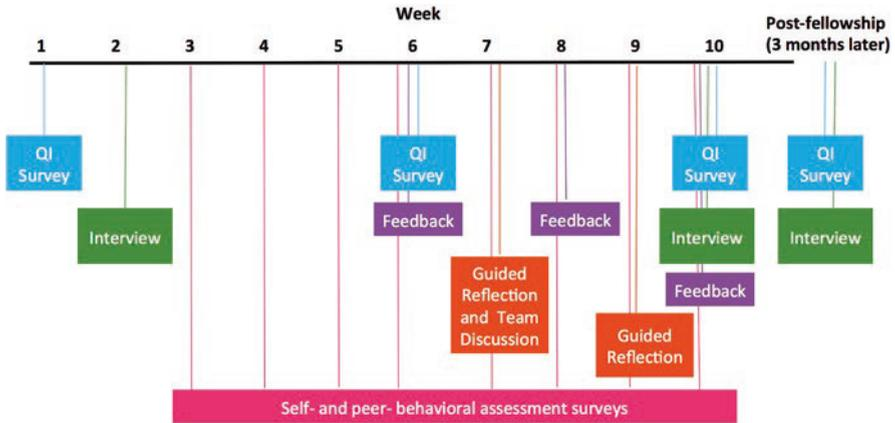 Week
Post-fellowship
(3 months later)
1 2 3 4 5 6 7 8 9 10
QI
Survey
QI
Survey
QI
Survey
QI
Survey
Interview
Feedback
Feedback
Interview
Interview
Guided
Reflection
and Team
Discussion
Feedback
Guided
Reflection
Self- and peer- behavioral assessment surveys